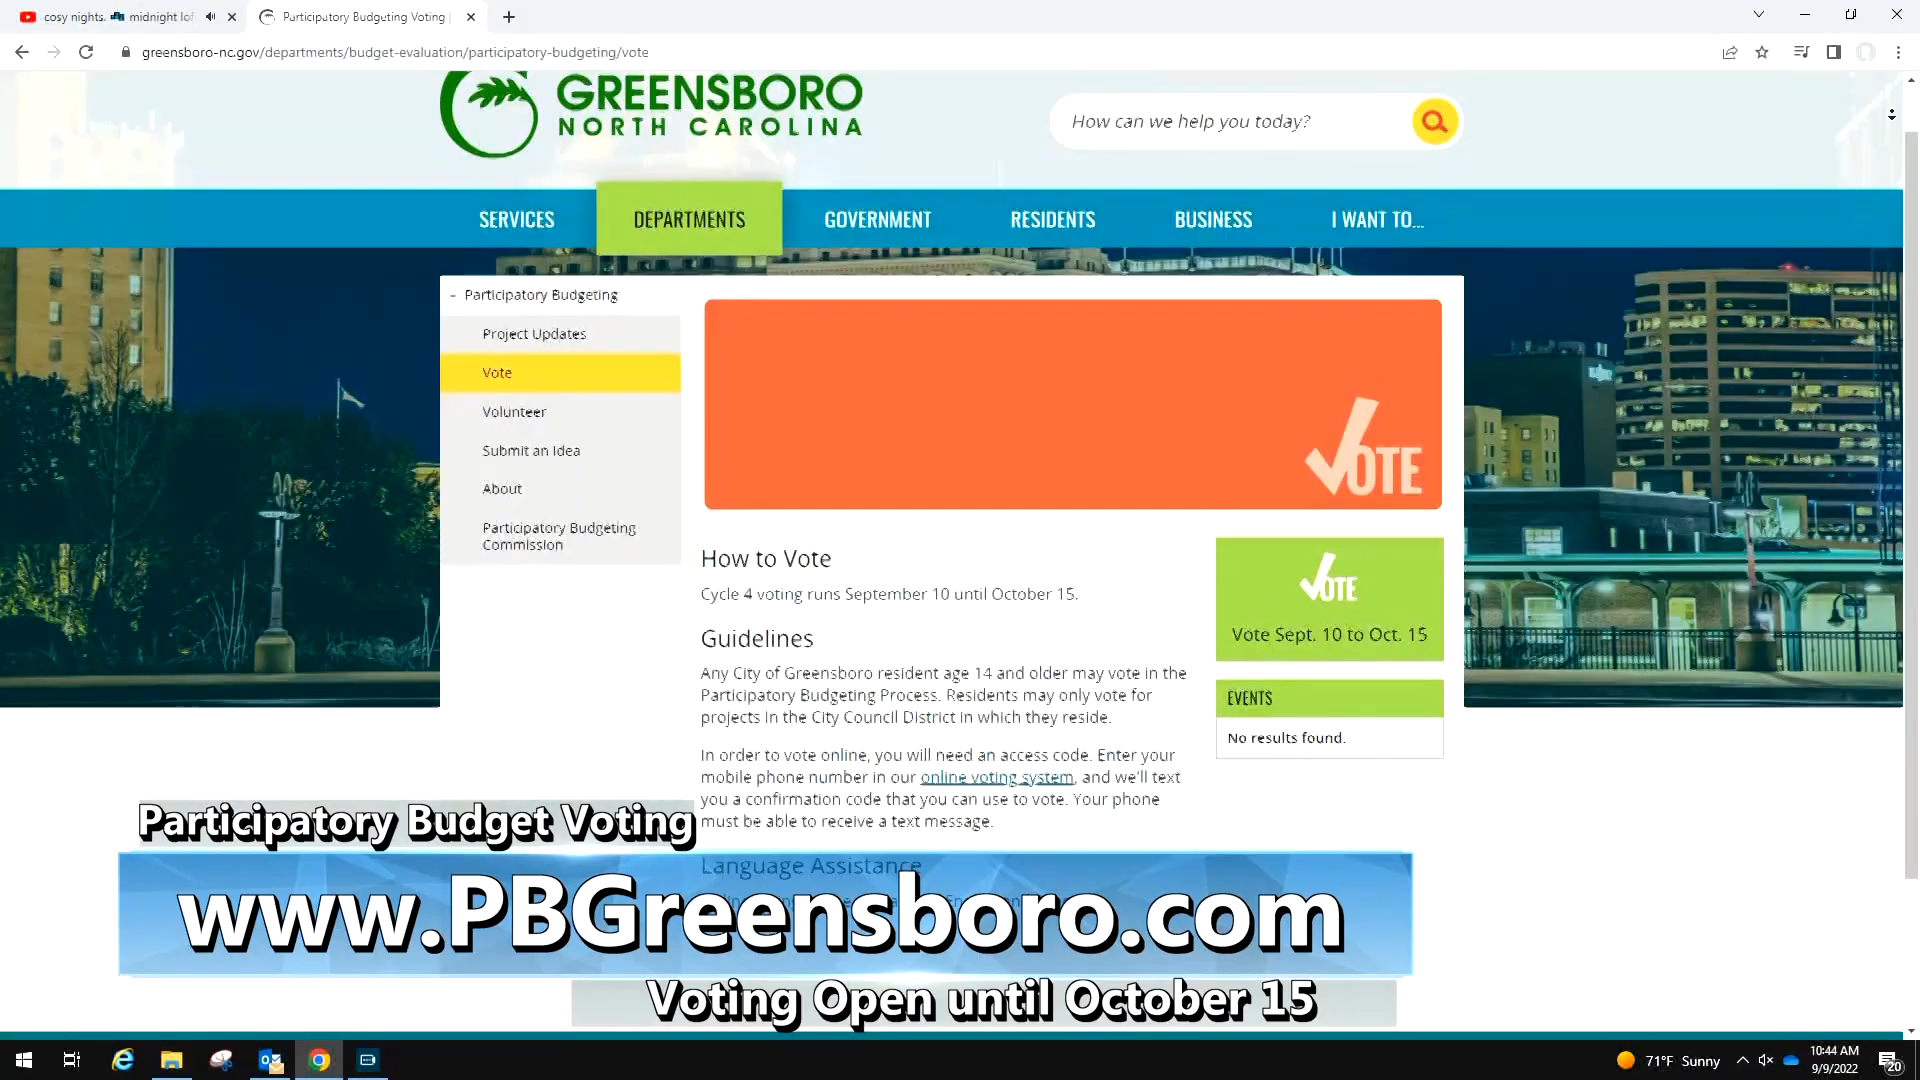 cosy nights. midnight lof
Participatory Budgeting Voting
greensboro-nc.gov/departments/budget-evaluation/participatory-budgeting/vote
GREENSBORO
NORTH CAROLINA
How can we help you today?
SERVICES
DEPARTMENTS
GOVERNMENT
RESIDENTS
BUSINESS
I WANT TO...
- Participatory Budgeting
Project Updates
Vote
Volunteer
Submit an Idea
About
Participatory Budgeting
Commission
VOTE
How to Vote
Cycle 4 voting runs September 10 until October 15.
Guidelines
Any City of Greensboro resident age 14 and older may vote in the
Participatory Budgeting Process. Residents may only vote for
projects in the City Council District in which they reside.
In order to vote online, you will need an access code. Enter your
mobile phone number in our online voting system, and we'll text
you a confirmation code that you can use to vote. Your phone
must be able to receive a text message.
Language Assistance
VOTE
Vote Sept. 10 to Oct. 15
EVENTS
No results found.
Participatory Budget Voting
www.PBGreensboro.com
Voting Open until October 15
71°F Sunny
10:44 AM
9/9/2022
20